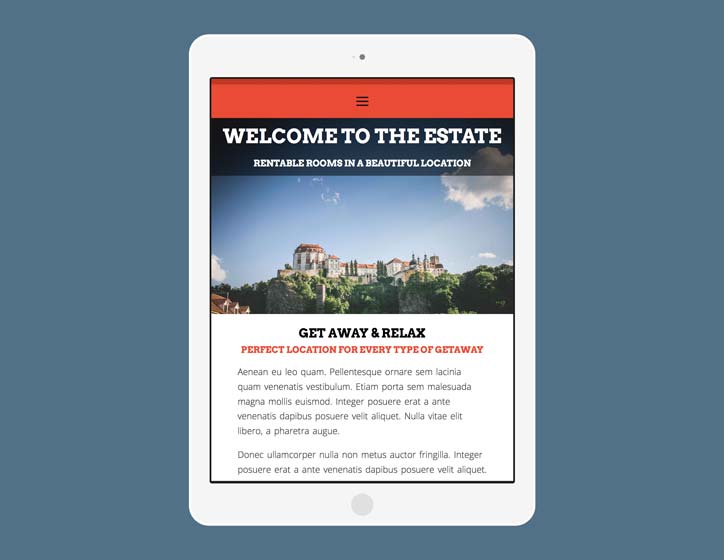 WELCOME TO THE ESTATE
RENTABLE ROOMS IN A BEAUTIFUL LOCATION
GET AWAY & RELAX
PERFECT LOCATION FOR EVERY TYPE OF GETAWAY
Aenean eu leo quam. Pellentesque ornare sem lacinia
quam venenatis vestibulum. Etiam porta sem malesuada
magna mollis euismod. Integer posuere erat a ante
venenatis dapibus posuere velit aliquet. Nulla vitae elit
libero, a pharetra augue.
Donec ullamcorper nulla non metus auctor fringilla. Integer
posuere erat a ante venenatis dapibus posuere velit aliquet.